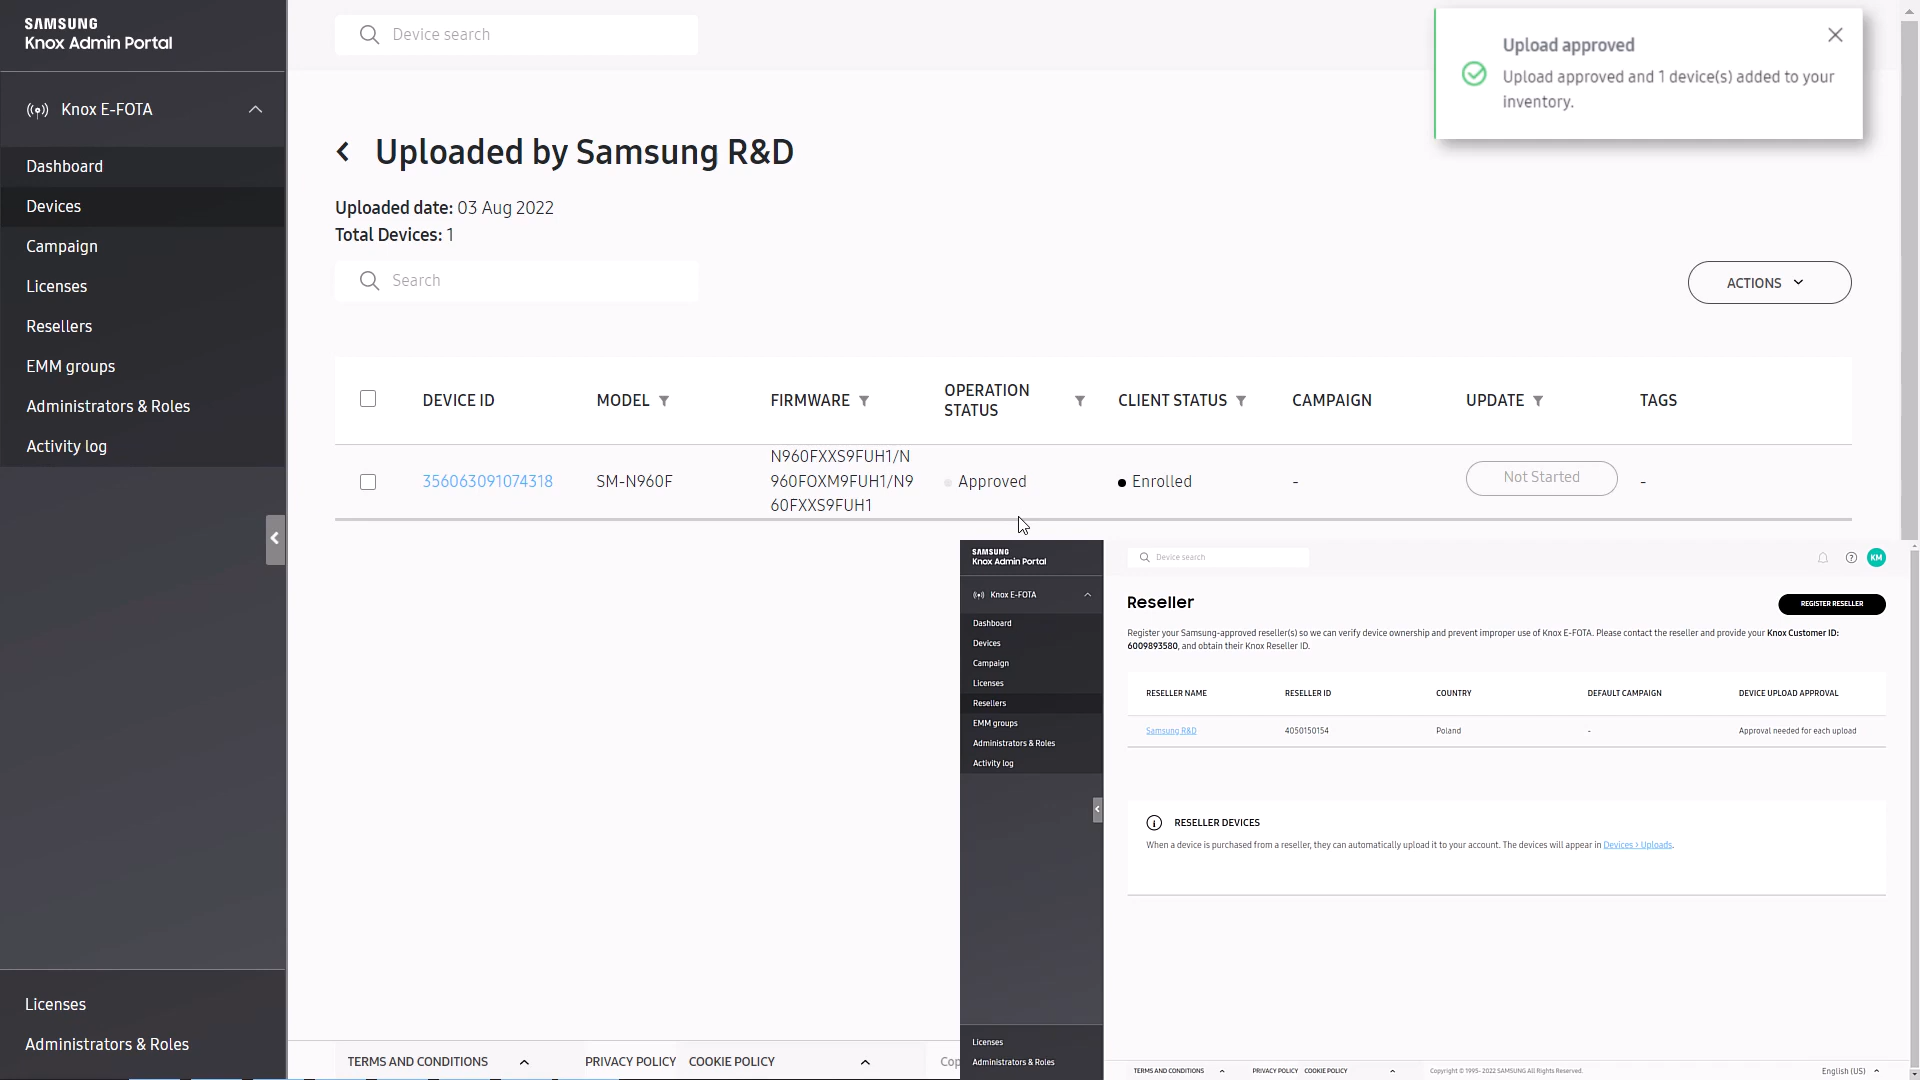 SAMSUNG
Knox Admin Portal
Knox E-FOTA
Dashboard
Devices
Campaign
Licenses
Resellers
EMM groups
Administrators & Roles
Activity log
Licenses
Administrators & Roles
Device search
Upload approved
Upload approved and 1 device(s) added to your
inventory.
Uploaded by Samsung R&D
Uploaded date: 03 Aug 2022
Total Devices: 1
Search
ACTIONS
DEVICE ID MODEL FIRMWARE OPERATION STATUS CLIENT STATUS CAMPAIGN UPDATE TAGS
356063091074318 SM-N960F N960FXXS9FUH1/N
960FOXM9FUH1/N9
60FXXS9FUH1
Approved Enrolled - Not Started -
TERMS AND CONDITIONS PRIVACY POLICY COOKIE POLICY Cop
SAMSUNG
Knox Admin Portal
Knox E-FOTA
Dashboard
Devices
Campaign
Licenses
Resellers
EMM groups
Administrators & Roles
Activity log
Licenses
Administrators & Roles
Device search
KM
Reseller
REGISTER RESELLER
Register your Samsung-approved reseller(s) so we can verify device ownership and prevent improper use of Knox E-FOTA. Please contact the reseller and provide your Knox Customer ID:
6009893580, and obtain their Knox Reseller ID.
RESELLER NAME RESELLER ID COUNTRY DEFAULT CAMPAIGN DEVICE UPLOAD APPROVAL
Samsung R&D 4050150154 Poland - Approval needed for each upload
RESELLER DEVICES
When a device is purchased from a reseller, they can automatically upload it to your account. The devices will appear in Devices > Uploads.
TERMS AND CONDITIONS PRIVACY POLICY COOKIE POLICY Copyright © 1995- 2022 SAMSUNG All Rights Reserved. English (US)